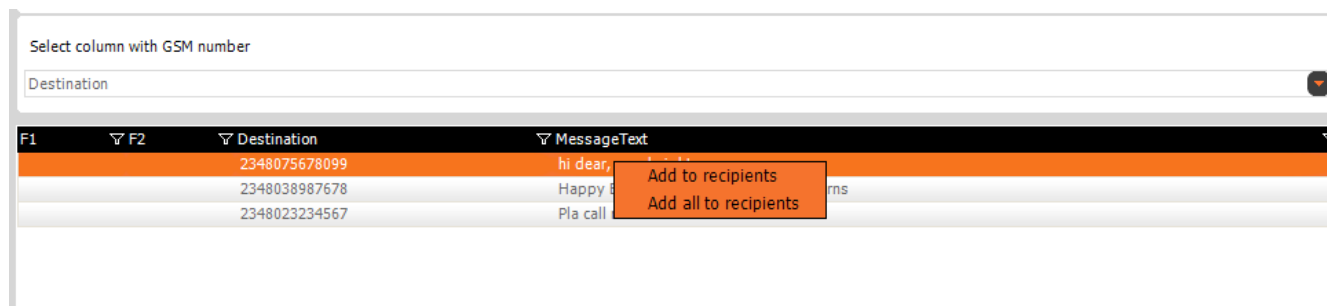 Select column with GSM number
Destination
F1 F2 Destination MessageText
2348075678099 hi dear,
Add to recipients
2348038987678 Happy
Add all to recipients
2348023234567 Pla call